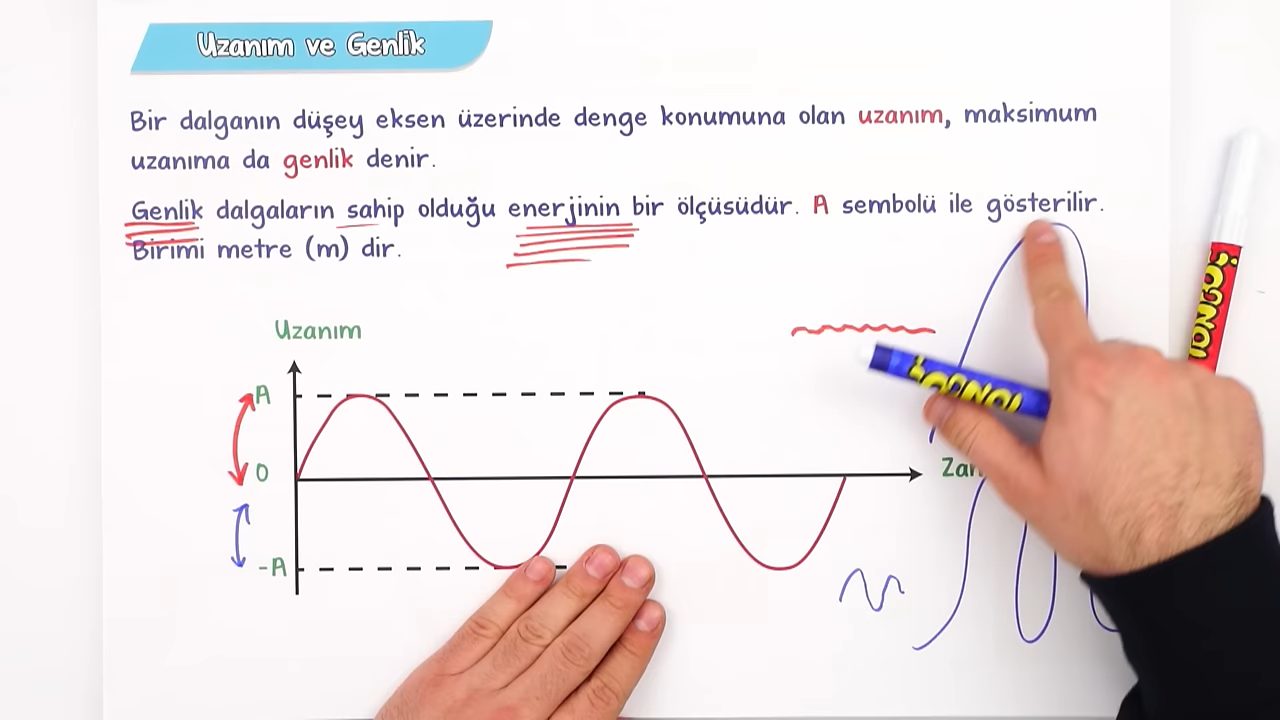 Uzanım ve Genlik
Bir dalganın düşey eksen üzerinde denge konumuna olan uzanım, maksimum
uzanıma da genlik denir.
Genlik dalgaların sahip olduğu enerjinin bir ölçüsüdür. A sembolü ile gösterilir.
Birimi metre (m) dir.
Uzanım
A
0
-A